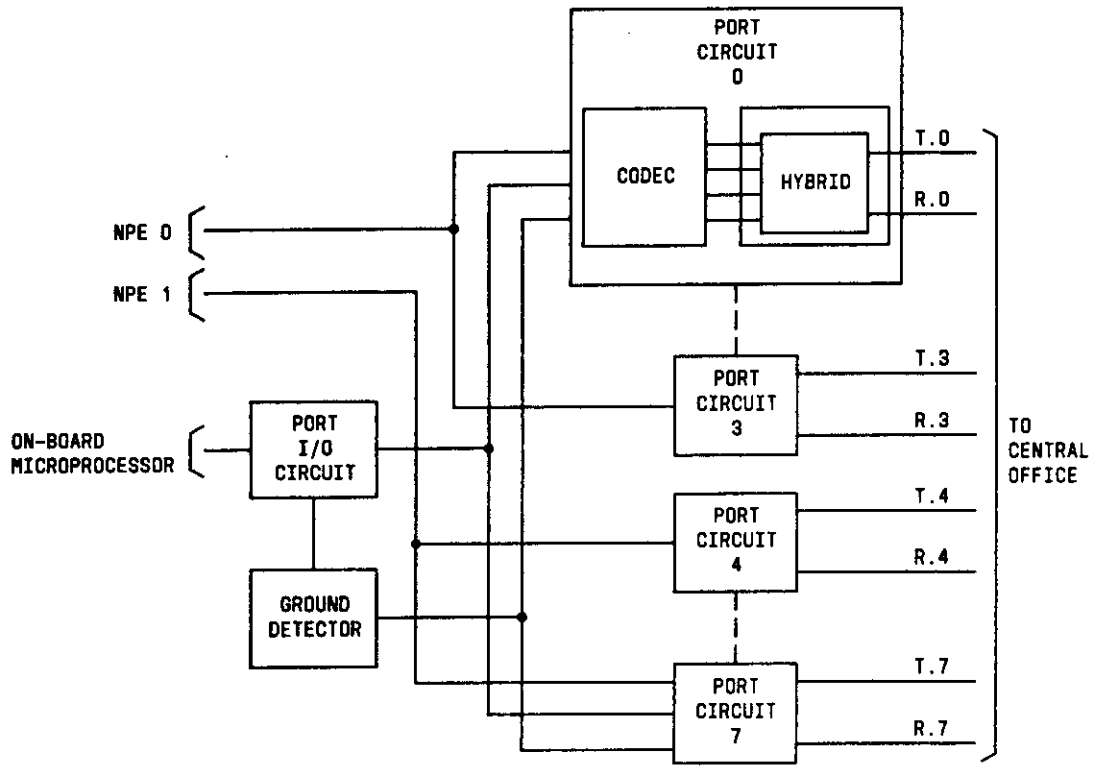 PORT
CIRCUIT
0
CODEC
HYBRID
T.0
R.0
NPE 0
NPE 1
PORT
CIRCUIT
3
T.3
R.3
ON-BOARD
MICROPROCESSOR
PORT
I/O
CIRCUIT
TO
CENTRAL
OFFICE
PORT
CIRCUIT
4
T.4
R.4
GROUND
DETECTOR
PORT
CIRCUIT
7
T.7
R.7